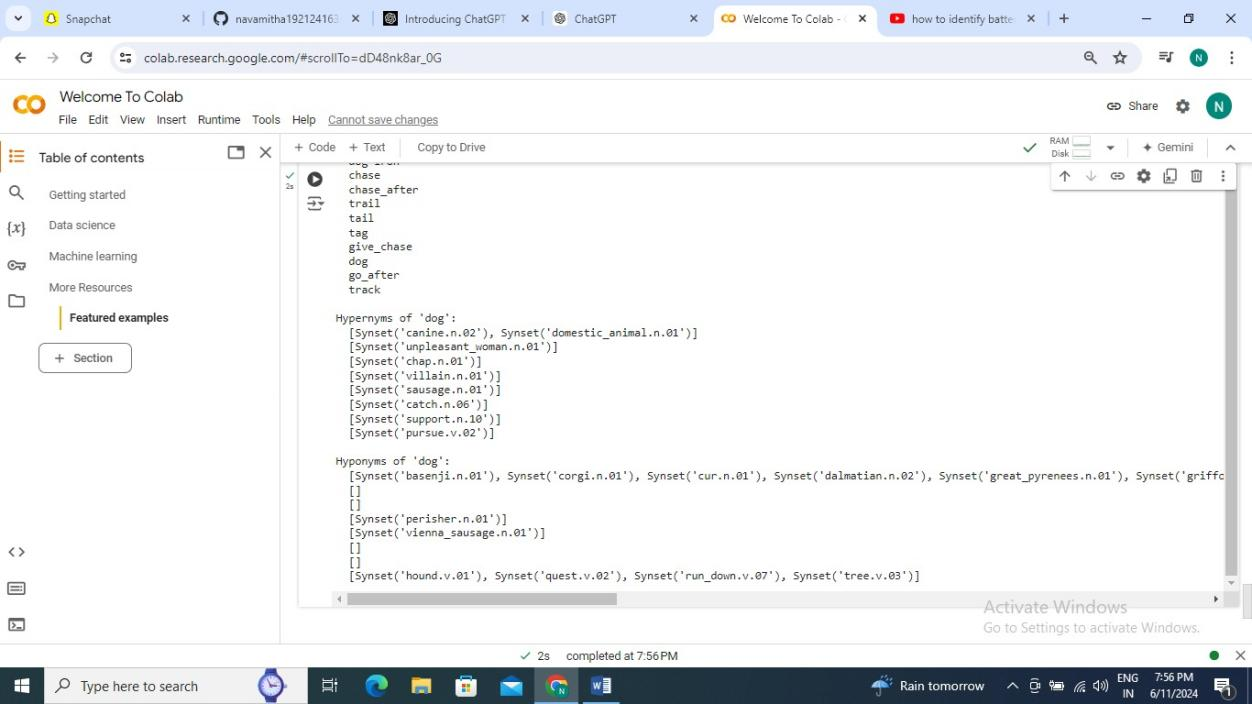 Snapchat
navamitha19212416
Introducing ChatGPT
ChatGPT
Welcome To Colab -
how to identify batte
colab.research.google.com/#scrollTo=dD48nk8ar_0G
N
Welcome To Colab
Share
N
File Edit View Insert Runtime Tools Help Cannot save changes
Table of contents
+ Code + Text Copy to Drive
RAM
Disk
Gemini
Getting started
Data science
Machine learning
More Resources
Featured examples
+ Section
{x}
2s
chase
chase_after
trail
tail
tag
give_chase
dog
go_after
track
Hypernyms of 'dog':
[Synset('canine.n.02'), Synset('domestic_animal.n.01')]
[Synset('unpleasant_woman.n.01')]
[Synset('chap.n.01')]
[Synset('villain.n.01')]
[Synset('sausage.n.01')]
[Synset('catch.n.06')]
[Synset('support.n.10')]
[Synset('pursue.v.02')]
Hyponyms of 'dog':
[Synset('basenji.n.01'), Synset('corgi.n.01'), Synset('cur.n.01'), Synset('dalmatian.n.02'), Synset('great_pyrenees.n.01'), Synset('griffo
[]
[]
[Synset('perisher.n.01')]
[Synset('vienna_sausage.n.01')]
[]
[]
[Synset('hound.v.01'), Synset('quest.v.02'), Synset('run_down.v.07'), Synset('tree.v.03')]
Activate Windows
Go to Settings to activate Windows.
2s completed at 7:56 PM
Type here to search
Rain tomorrow
ENG
IN
7:56 PM
6/11/2024
1